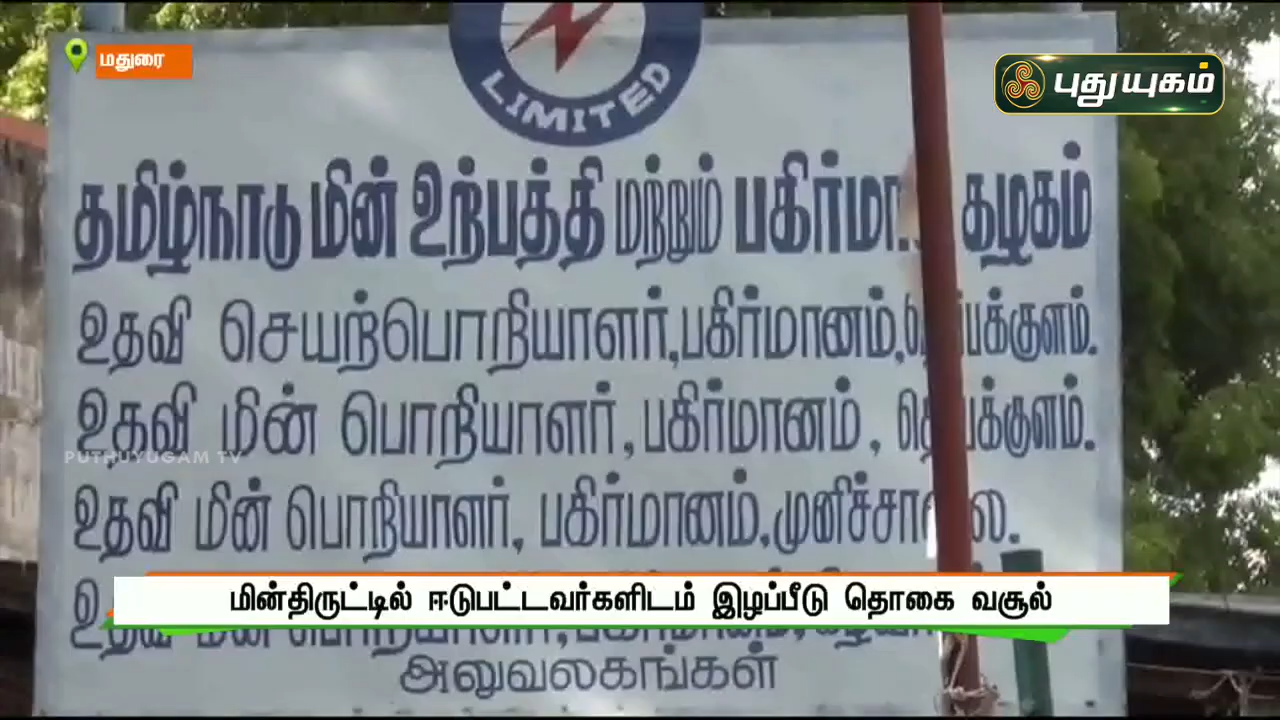 மதுரை
புதுயுகம்
LIMITED
தமிழ்நாடு மின் உற்பத்தி மற்றும் கழகம்
உதவி செயற்பொறியாளர், பகிர்மானம்,
உதவி மின் பொறியாளர், பகிர்மானம்,
PUTHUYUGAM TV
உதவி மின் பொறியாளர், பகிர்மானம்,
மின்திருட்டில் ஈடுபட்டவர்களிடம் இழப்பீடு தொகை வசூல்
அலுவலகங்கள்